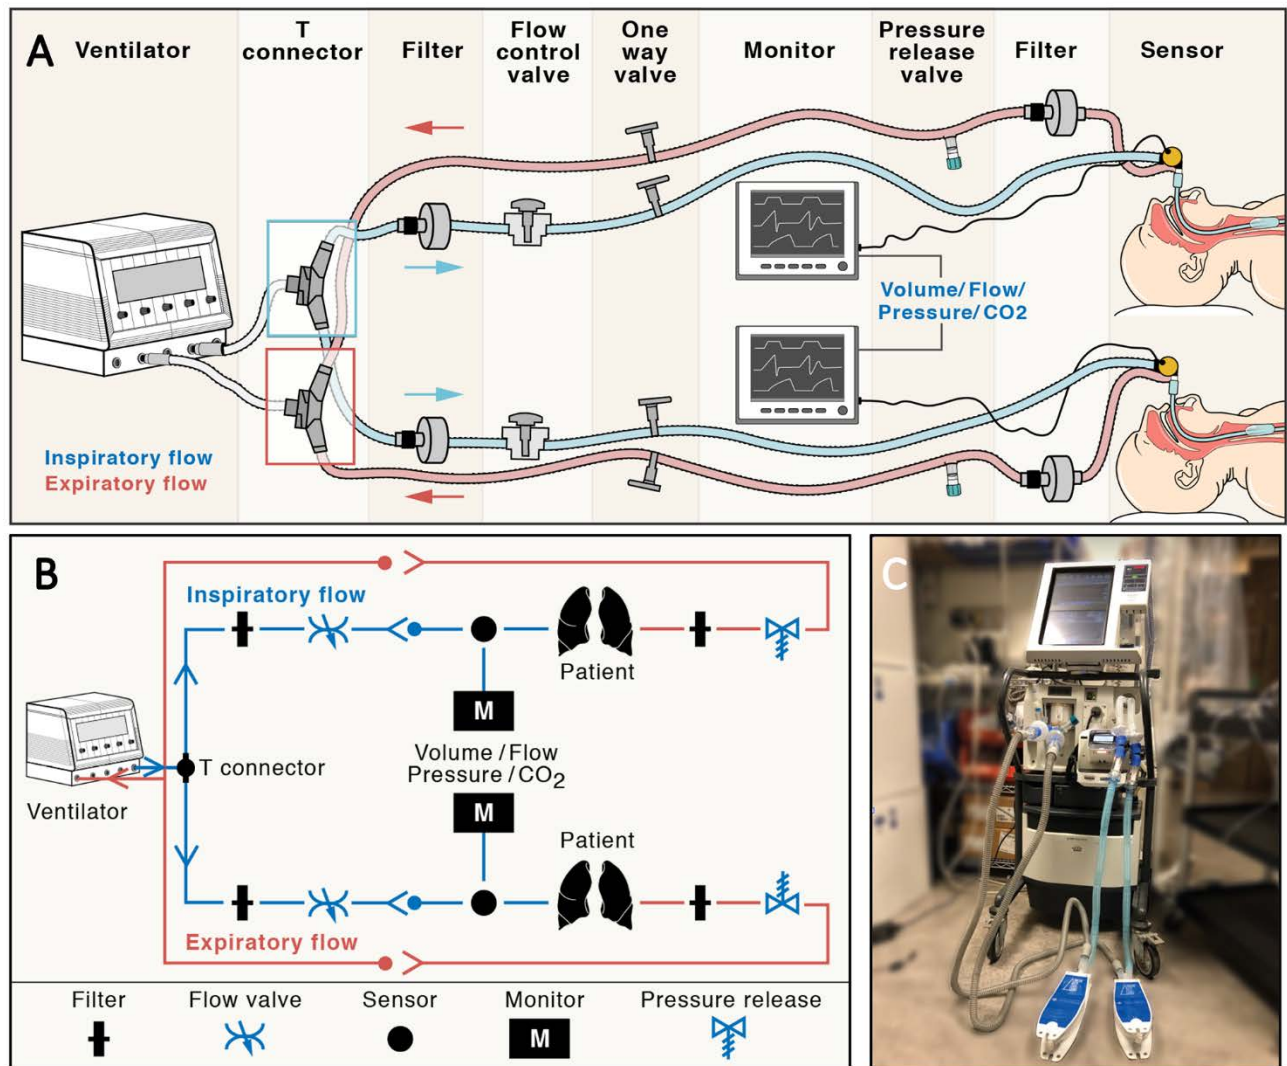 A
Ventilator
T
connector
Filter
Flow
control
valve
One
way
valve
Monitor
Pressure
release
valve
Filter
Sensor
Volume/Flow/
Pressure/CO2
Inspiratory flow
Expiratory flow
B
Inspiratory flow
Patient
M
Volume / Flow
Pressure / CO₂
T connector
Ventilator
M
Patient
Expiratory flow
Filter
Flow valve
Sensor
Monitor
Pressure release
M
C